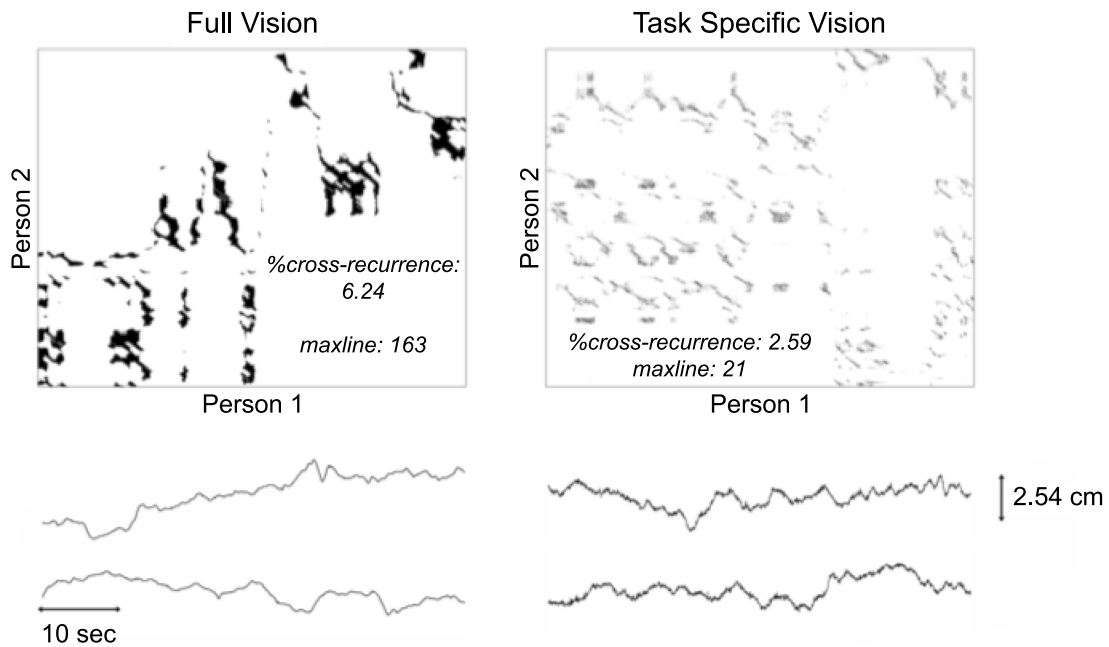 Full Vision
Task Specific Vision
Person 2
%cross-recurrence:
6.24
maxline: 163
Person 1
Person 2
%cross-recurrence: 2.59
maxline: 21
Person 1
2.54 cm
10 sec